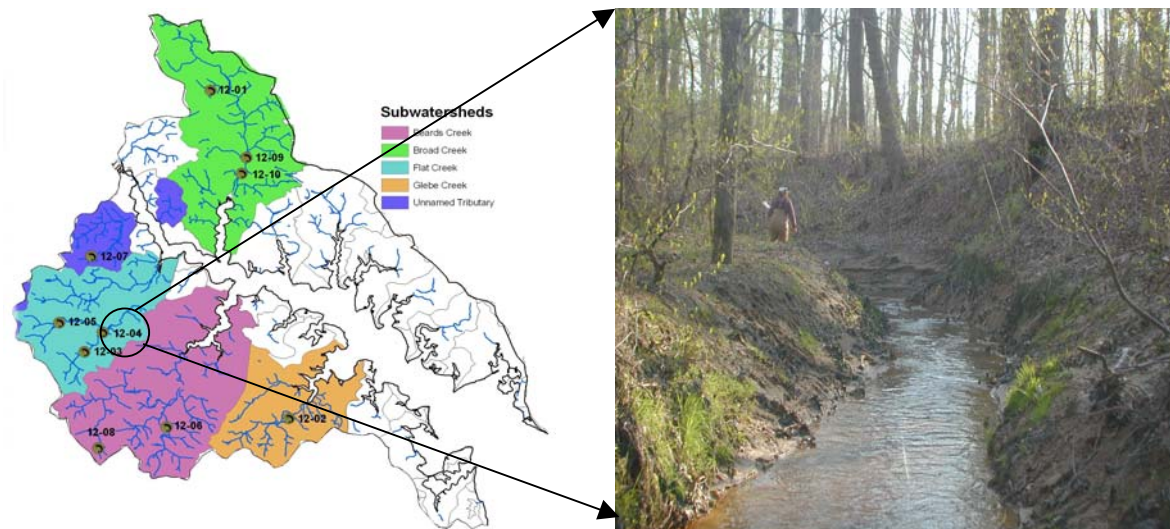 12-01
Subwatersheds
Beards Creek
Broad Creek
Flat Creek
Glebe Creek
Unnamed Tributary
12-09
12-10
12-07
12-05
12-04
12-03
12-02
12-06
12-08